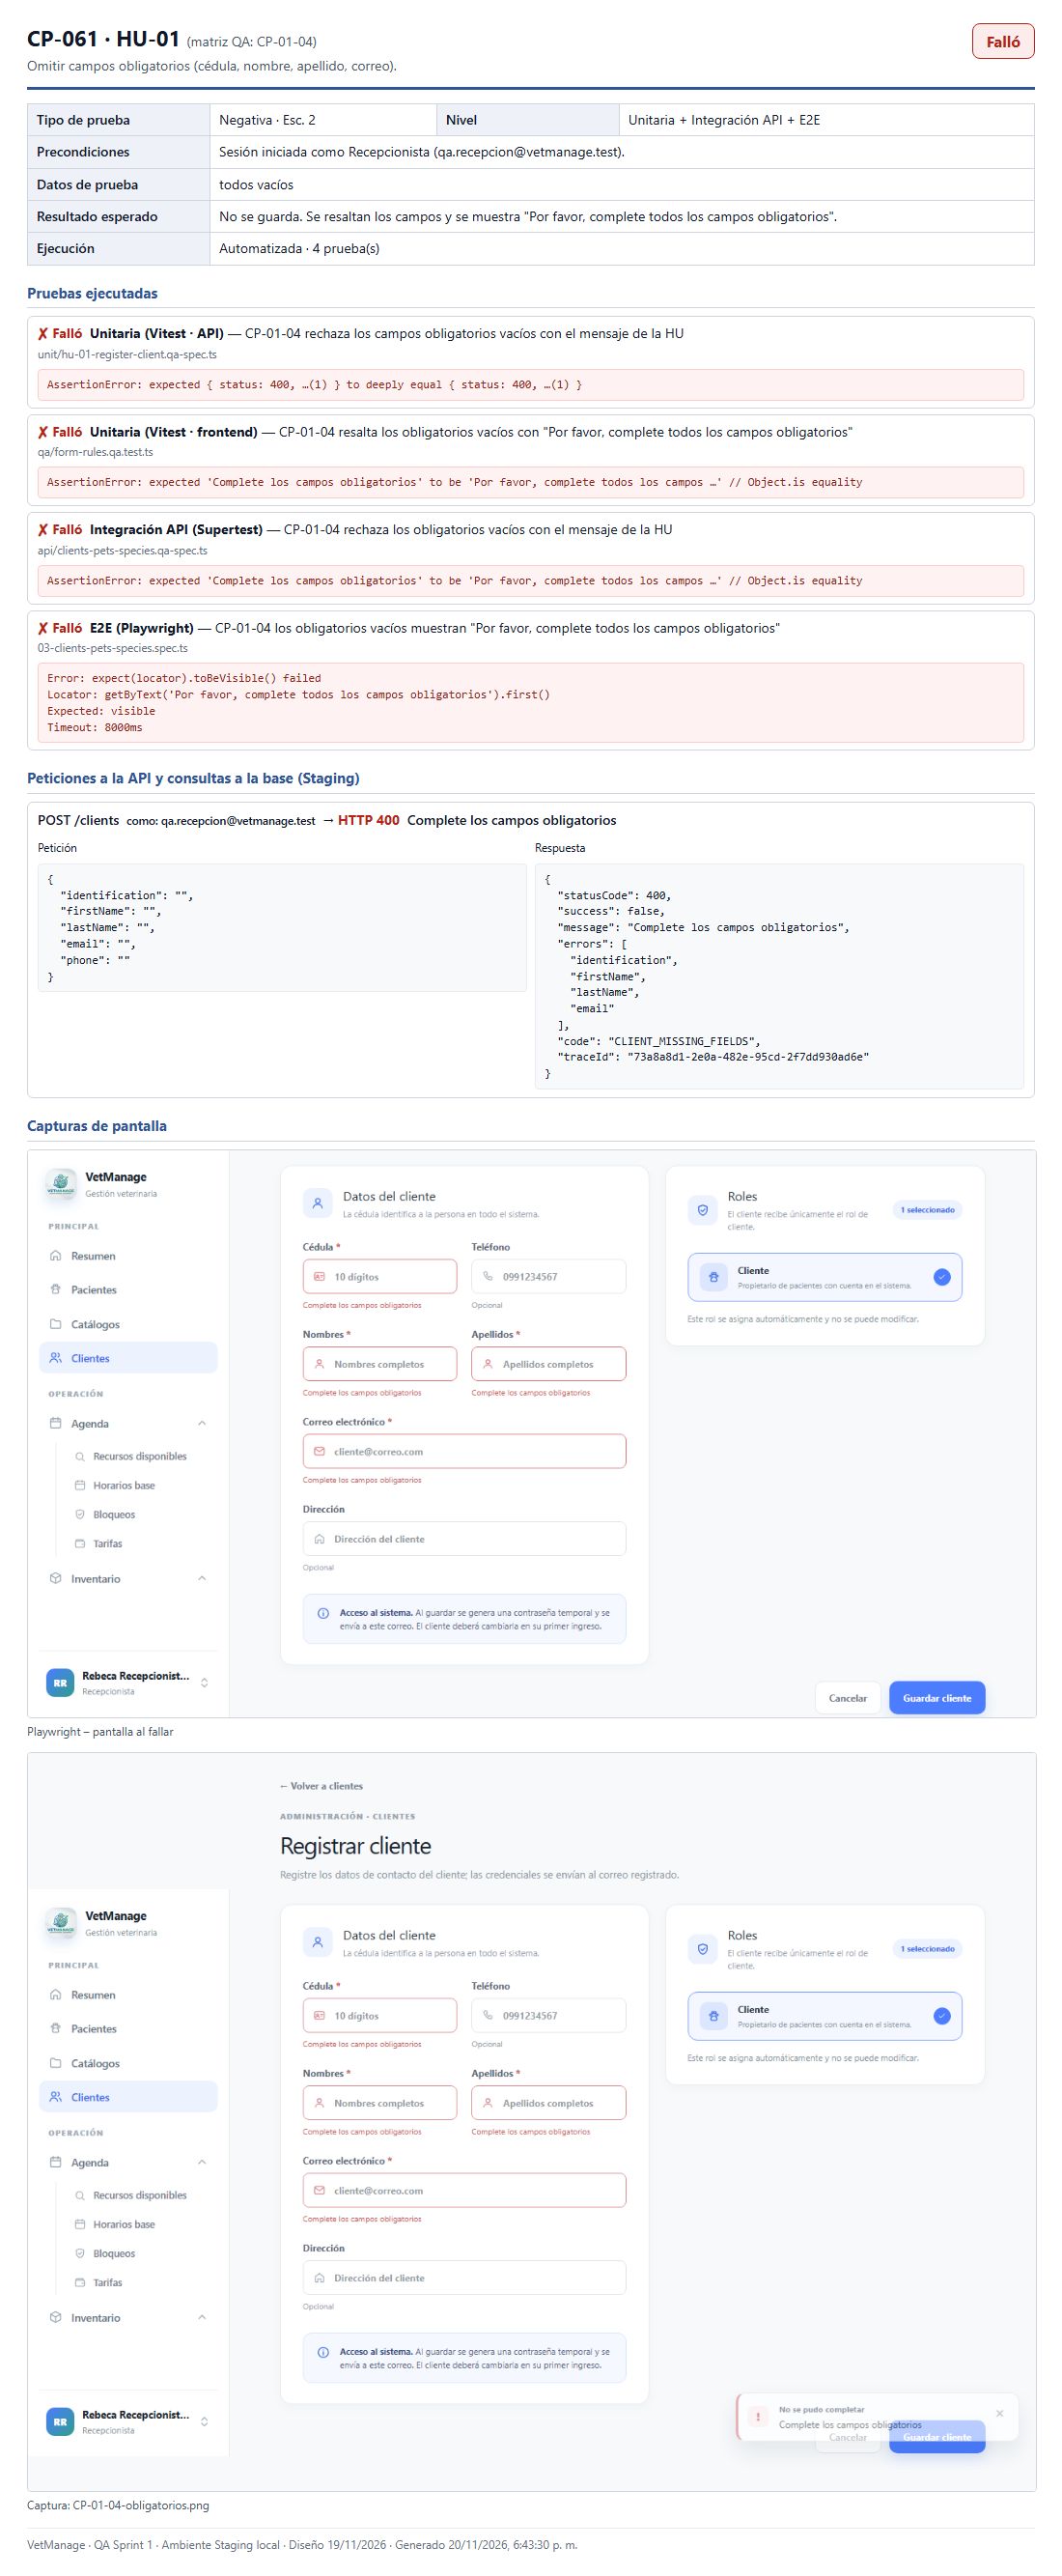 CP-061 · HU-01 (matriz QA: CP-01-04)
Falló
Omitir campos obligatorios (cédula, nombre, apellido, correo).
Tipo de prueba Negativa · Esc. 2 Nivel Unitaria + Integración API + E2E
Precondiciones Sesión iniciada como Recepcionista (qa.recepcion@vetmanage.test).
Datos de prueba todos vacíos
Resultado esperado No se guarda. Se resaltan los campos y se muestra "Por favor, complete todos los campos obligatorios".
Ejecución Automatizada · 4 prueba(s)
Pruebas ejecutadas
✗ Falló Unitaria (Vitest · API) — CP-01-04 rechaza los campos obligatorios vacíos con el mensaje de la HU
unit/hu-01-register-client.qa-spec.ts
AssertionError: expected { status: 400, …(1) } to deeply equal { status: 400, …(1) }
✗ Falló Unitaria (Vitest · frontend) — CP-01-04 resalta los obligatorios vacíos con "Por favor, complete todos los campos obligatorios"
qa/form-rules.qa.test.ts
AssertionError: expected 'Complete los campos obligatorios' to be 'Por favor, complete todos los campos …' // Object.is equality
✗ Falló Integración API (Supertest) — CP-01-04 rechaza los obligatorios vacíos con el mensaje de la HU
api/clients-pets-species.qa-spec.ts
AssertionError: expected 'Complete los campos obligatorios' to be 'Por favor, complete todos los campos …' // Object.is equality
✗ Falló E2E (Playwright) — CP-01-04 los obligatorios vacíos muestran "Por favor, complete todos los campos obligatorios"
03-clients-pets-species.spec.ts
Error: expect(locator).toBeVisible() failed
Locator: getByText('Por favor, complete todos los campos obligatorios').first()
Expected: visible
Timeout: 8000ms
Peticiones a la API y consultas a la base (Staging)
POST /clients como: qa.recepcion@vetmanage.test → HTTP 400 Complete los campos obligatorios
Petición
{
"identification": "",
"firstName": "",
"lastName": "",
"email": "",
"phone": ""
}
Respuesta
{
"statusCode": 400,
"success": false,
"message": "Complete los campos obligatorios",
"errors": [
"identification",
"firstName",
"lastName",
"email"
],
"code": "CLIENT_MISSING_FIELDS",
"traceId": "73a8a8d1-2e0a-482e-95cd-2f7dd930ad6e"
}
Capturas de pantalla
VetManage
Gestión veterinaria
PRINCIPAL
Resumen
Pacientes
Catálogos
Clientes
OPERACIÓN
Agenda
Recursos disponibles
Horarios base
Bloqueos
Tarifas
Inventario
RR
Rebeca Recepcionist...
Recepcionista
Datos del cliente
La cédula identifica a la persona en todo el sistema.
Cédula * Teléfono
10 dígitos 0991234567
Complete los campos obligatorios Opcional
Nombres * Apellidos *
Nombres completos Apellidos completos
Complete los campos obligatorios Complete los campos obligatorios
Correo electrónico *
cliente@correo.com
Complete los campos obligatorios
Dirección
Dirección del cliente
Opcional
Acceso al sistema. Al guardar se genera una contraseña temporal y se
envía a este correo. El cliente deberá cambiarla en su primer ingreso.
Roles
El cliente recibe únicamente el rol de
cliente.
1 seleccionado
Cliente
Propietario de pacientes con cuenta en el sistema.
Este rol se asigna automáticamente y no se puede modificar.
Cancelar Guardar cliente
Playwright – pantalla al fallar
← Volver a clientes
ADMINISTRACIÓN · CLIENTES
Registrar cliente
Registre los datos de contacto del cliente; las credenciales se envían al correo registrado.
VetManage
Gestión veterinaria
PRINCIPAL
Resumen
Pacientes
Catálogos
Clientes
OPERACIÓN
Agenda
Recursos disponibles
Horarios base
Bloqueos
Tarifas
Inventario
RR
Rebeca Recepcionist...
Recepcionista
Datos del cliente
La cédula identifica a la persona en todo el sistema.
Cédula * Teléfono
10 dígitos 0991234567
Complete los campos obligatorios Opcional
Nombres * Apellidos *
Nombres completos Apellidos completos
Complete los campos obligatorios Complete los campos obligatorios
Correo electrónico *
cliente@correo.com
Complete los campos obligatorios
Dirección
Dirección del cliente
Opcional
Acceso al sistema. Al guardar se genera una contraseña temporal y se
envía a este correo. El cliente deberá cambiarla en su primer ingreso.
Roles
El cliente recibe únicamente el rol de
cliente.
1 seleccionado
Cliente
Propietario de pacientes con cuenta en el sistema.
Este rol se asigna automáticamente y no se puede modificar.
No se pudo completar
Complete los campos obligatorios
Cancelar Guardar cliente
Captura: CP-01-04-obligatorios.png
VetManage · QA Sprint 1 · Ambiente Staging local · Diseño 19/11/2026 · Generado 20/11/2026, 6:43:30 p. m.